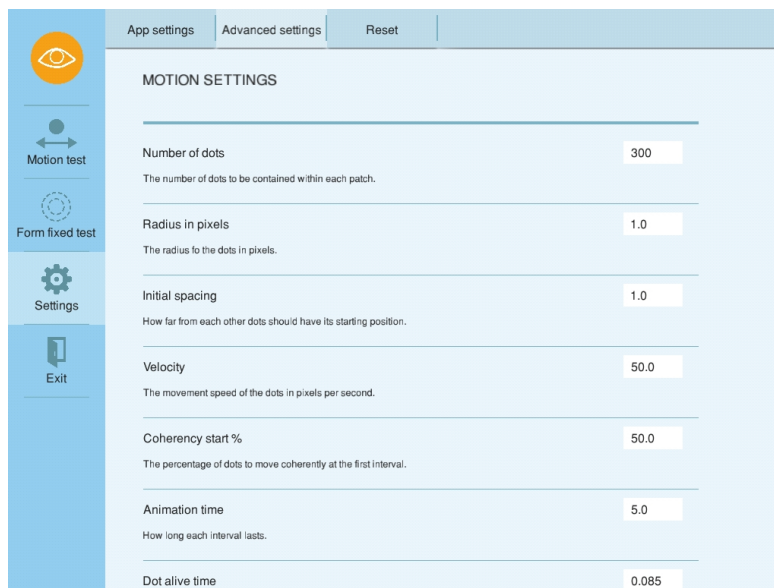 App settings
Advanced settings
Reset
Motion test
Form fixed test
Settings
Exit
MOTION SETTINGS
Number of dots 300
The number of dots to be contained within each patch.
Radius in pixels 1.0
The radius fo the dots in pixels.
Initial spacing 1.0
How far from each other dots should have its starting position.
Velocity 50.0
The movement speed of the dots in pixels per second.
Coherency start % 50.0
The percentage of dots to move coherently at the first interval.
Animation time 5.0
How long each interval lasts.
Dot alive time 0.085